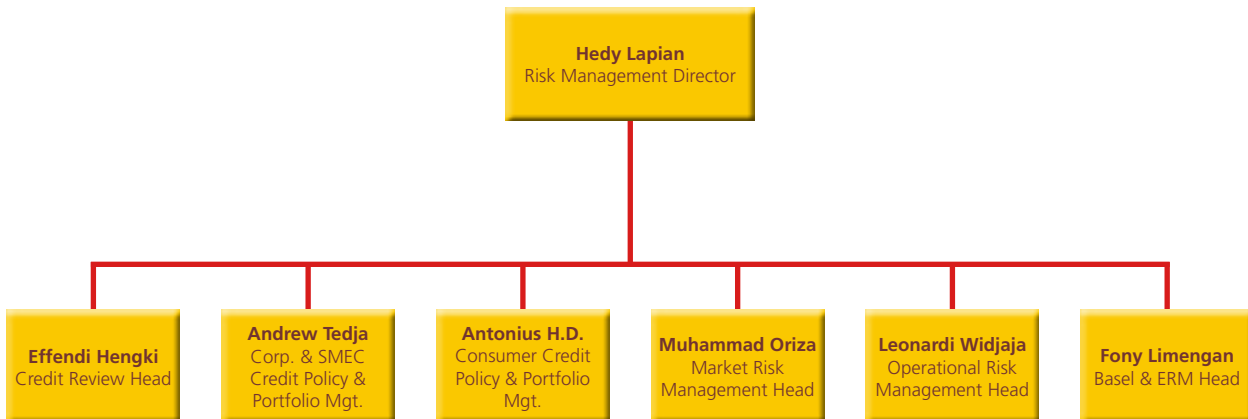 Hedy Lapian
Risk Management Director
Effendi Hengki
Credit Review Head
Andrew Tedja
Corp. & SMEC
Credit Policy &
Portfolio Mgt.
Antonius H.D.
Consumer Credit
Policy & Portfolio
Mgt.
Muhammad Oriza
Market Risk
Management Head
Leonardi Widjaja
Operational Risk
Management Head
Fony Limengan
Basel & ERM Head